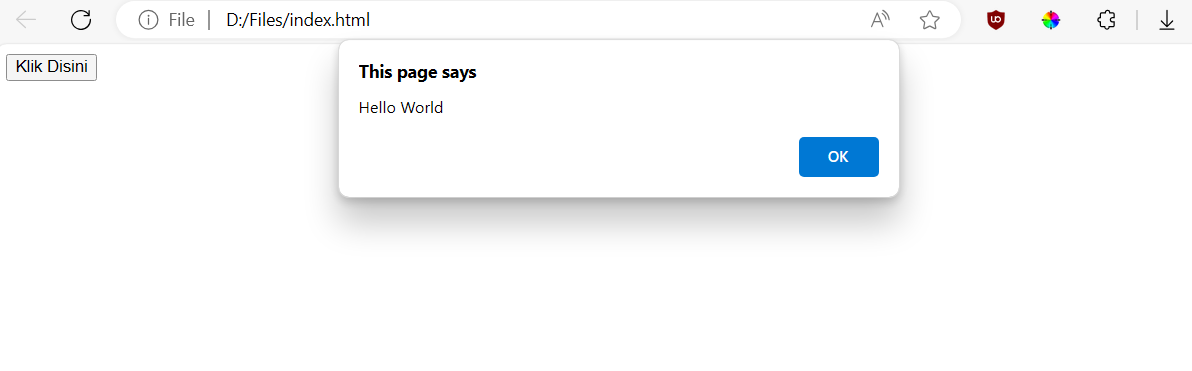 File | D:/Files/index.html
Klik Disini
This page says
Hello World
OK